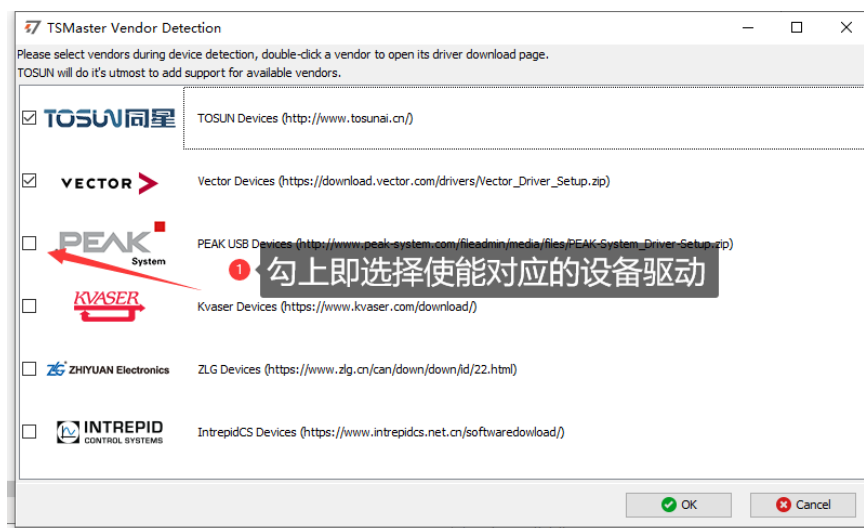 TSMaster Vendor Detection
Please select vendors during device detection, double-click a vendor to open its driver download page.
TOSUN will do it's utmost to add support for available vendors.
TOSUN同星 TOSUN Devices (http://www.tosunai.cn/)
VECTOR Vector Devices (https://download.vector.com/drivers/Vector_Driver_Setup.zip)
PEAK System PEAK USB Devices (http://www.peak-system.com/fileadmin/media/files/PEAK-System_Driver-Setup.zip)
1 勾上即选择使能对应的设备驱动
KVASER Kvaser Devices (https://www.kvaser.com/download/)
ZLG ZHIYUAN Electronics ZLG Devices (https://www.zlg.cn/can/down/down/id/22.html)
INTREPID CONTROL SYSTEMS IntrepidCS Devices (https://www.intrepidcs.net.cn/softwaredowload/)
OK Cancel